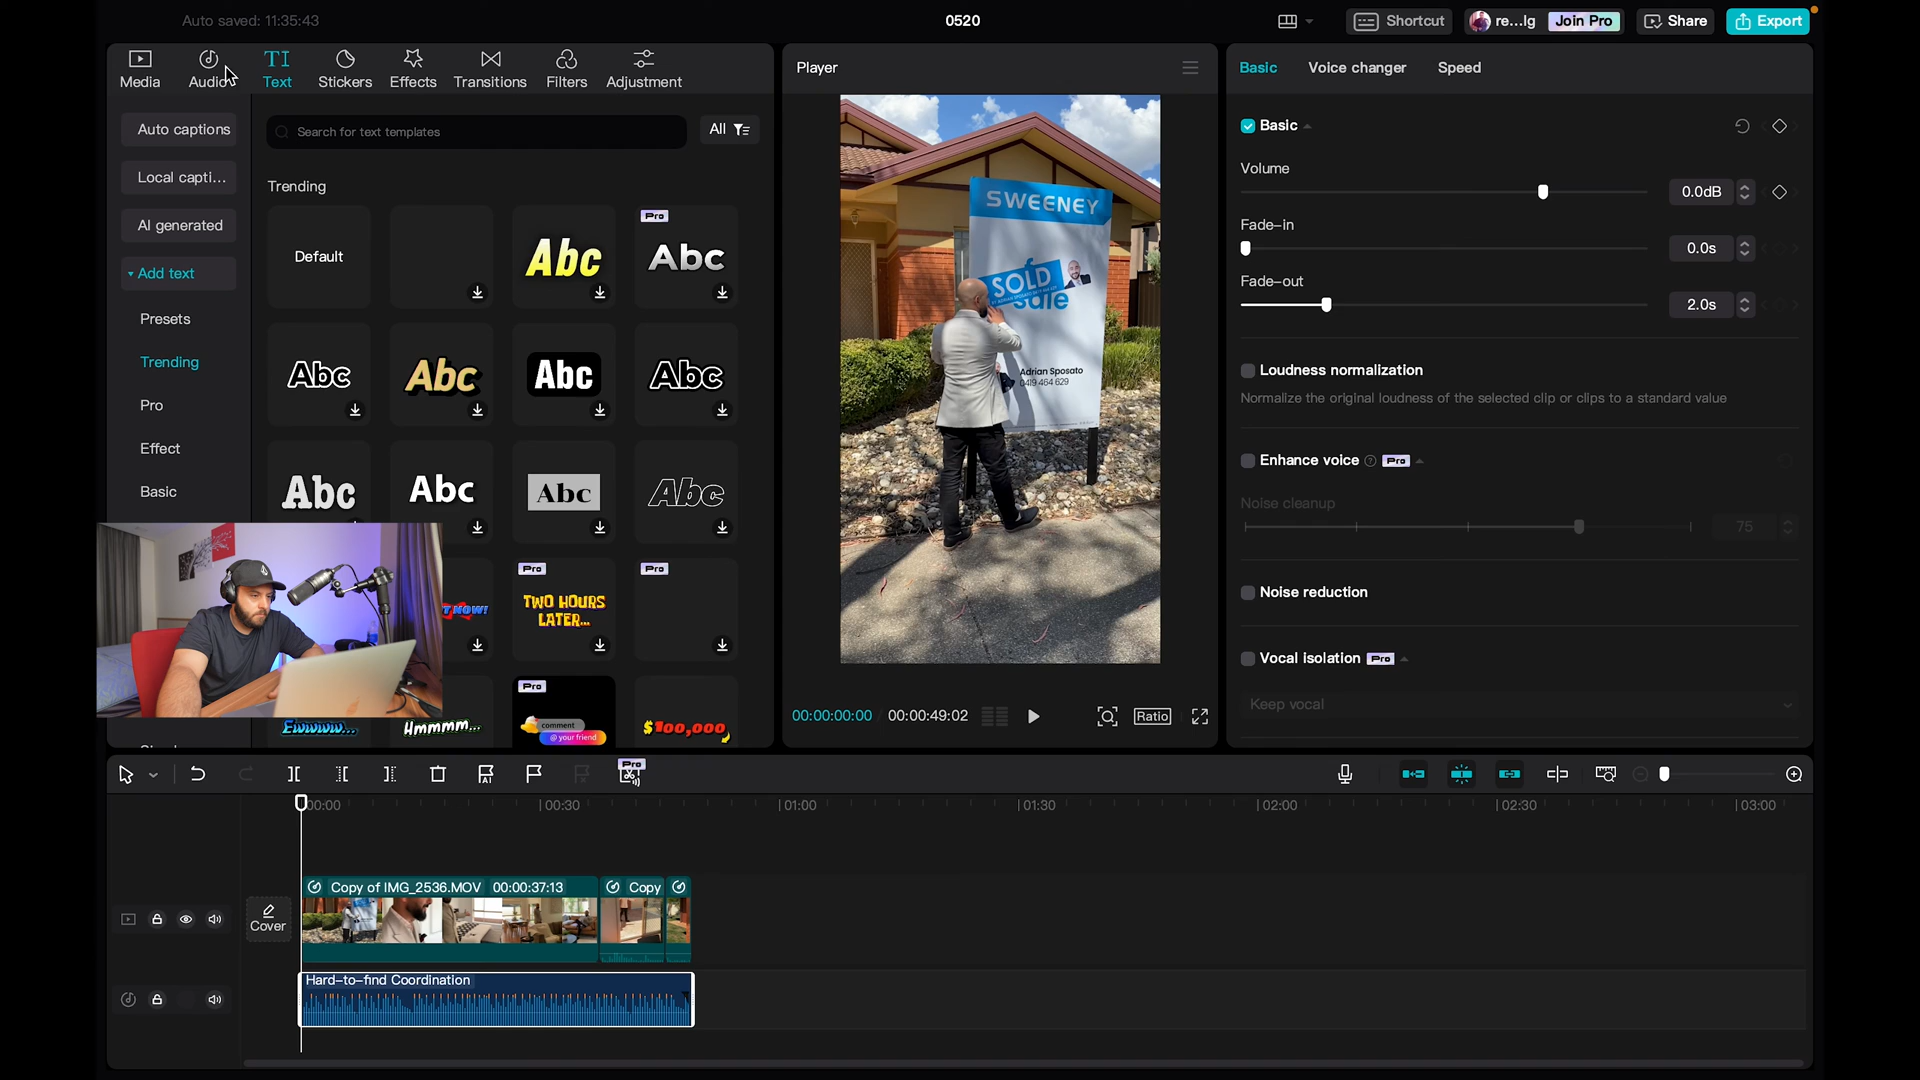 Auto saved: 11:35:43
0520
Shortcut
re...lg
Join Pro
Share
Export
Media
Audio
TI
Text
Stickers
Effects
Transitions
Filters
Adjustment
Auto captions
Local capti...
AI generated
Add text
Presets
Trending
Pro
Effect
Basic
Search for text templates
All
Trending
Default
Abc
Pro
Abc
Abc
Abc
Abc
Abc
Abc
Abc
Abc
Abc
Pro
TWO HOURS
LATER...
Pro
NOW!
Ewwww...
Hmmmm...
Pro
comment
@ your friend
$100,000
Player
SWEENEY
SOLD
Sale
Adrian Sposato
0419 464 629
00:00:00:00
00:00:49:02
Ratio
Basic
Voice changer
Speed
Basic
Volume
0.0dB
Fade-in
0.0s
Fade-out
2.0s
Loudness normalization
Normalize the original loudness of the selected clip or clips to a standard value
Enhance voice
Pro
Noise cleanup
75
Noise reduction
Vocal isolation
Pro
Keep vocal
Pro
00:00
00:30
01:00
01:30
02:00
02:30
03:00
Cover
Copy of IMG_2536.MOV 00:00:37:13
Copy
Hard-to-find Coordination